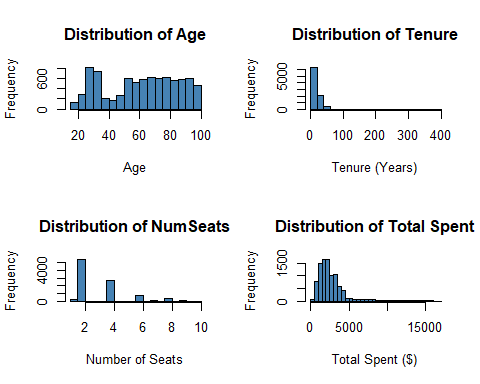 Distribution of Age
Frequency
0
600
20
40
60
80
100
Age
Distribution of Tenure
Frequency
0
5000
0
100
200
300
400
Tenure (Years)
Distribution of NumSeats
Frequency
0
4000
2
4
6
8
10
Number of Seats
Distribution of Total Spent
Frequency
0
1500
0
5000
15000
Total Spent ($)